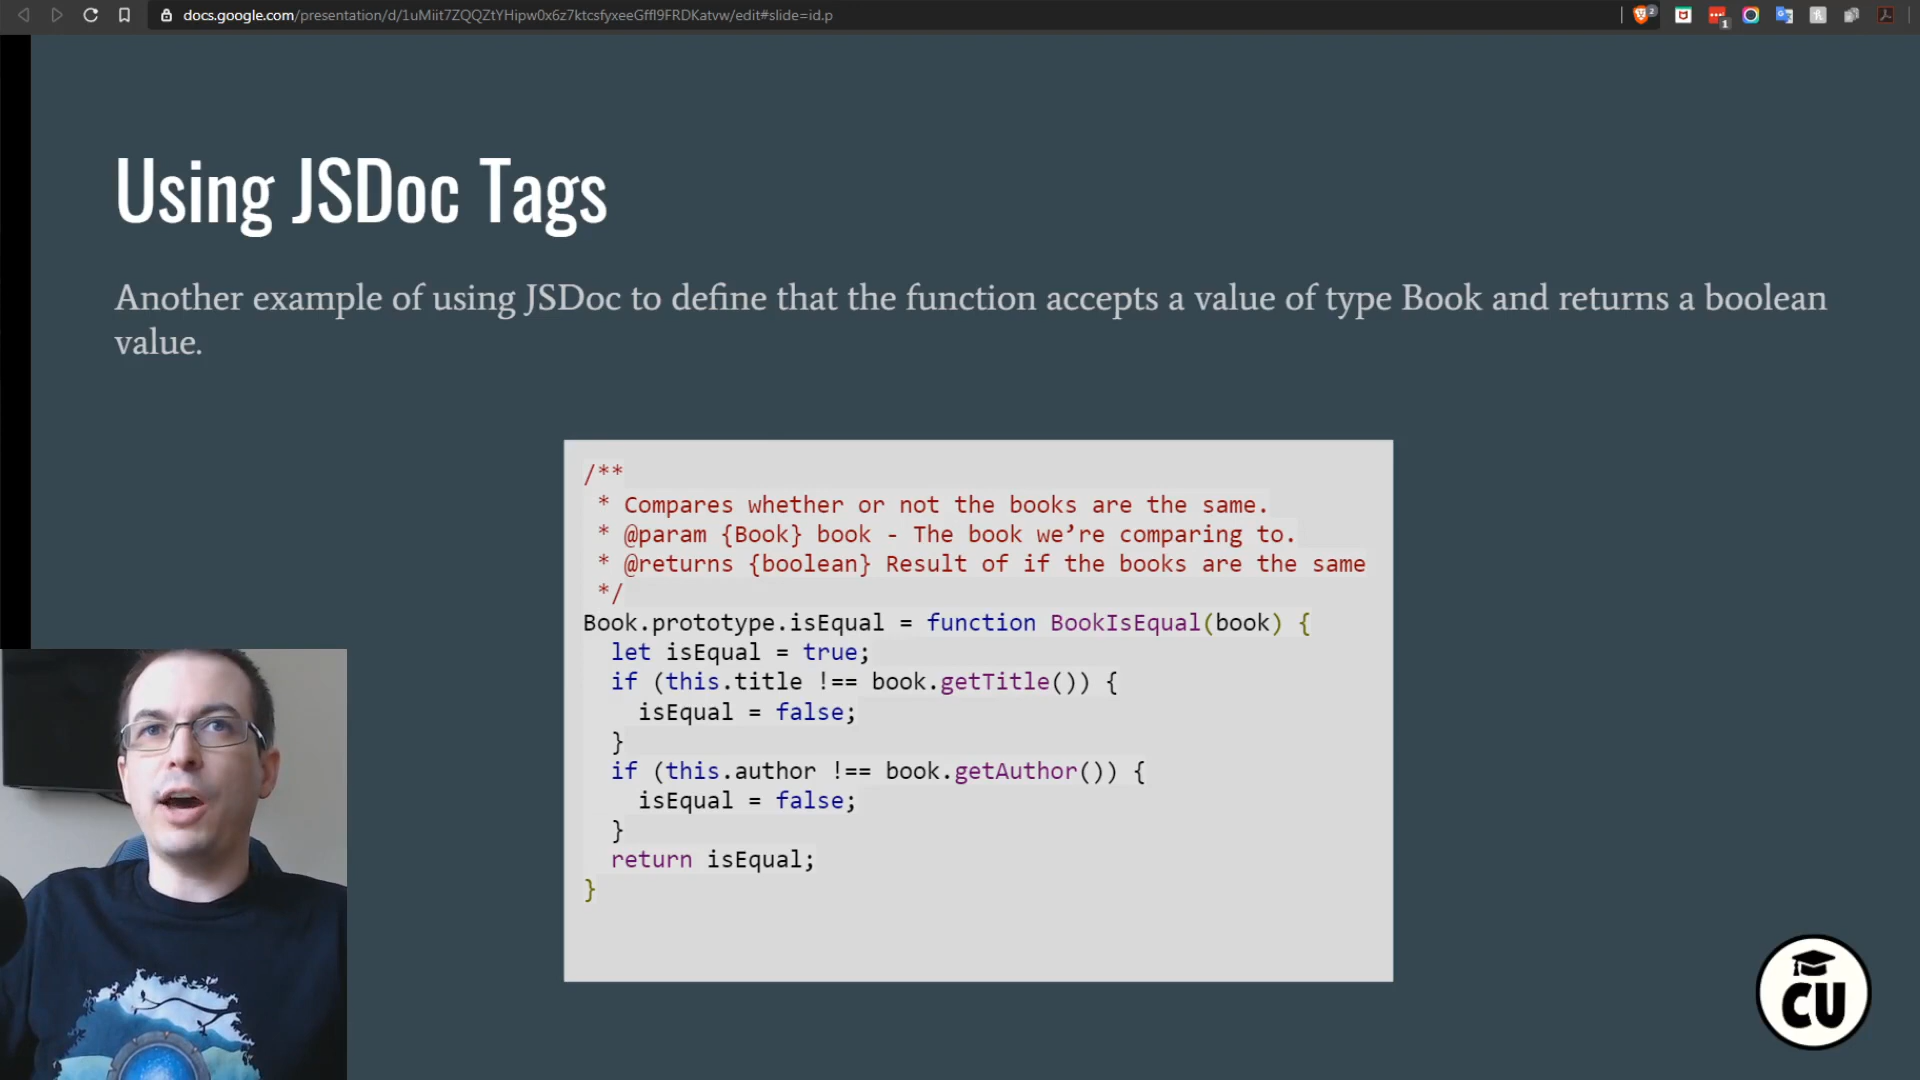 docs.google.com/presentation/d/1uMiit7ZQQZtYHipw0x6z7ktcsfyxeeGffl9FRDKatvw/edit#slide=id.p
2
1
Using JSDoc Tags
Another example of using JSDoc to define that the function accepts a value of type Book and returns a boolean
value.
/**
 * Compares whether or not the books are the same.
 * @param {Book} book - The book we’re comparing to.
 * @returns {boolean} Result of if the books are the same
 */
Book.prototype.isEqual = function BookIsEqual(book) {
  let isEqual = true;
  if (this.title !== book.getTitle()) {
    isEqual = false;
  }
  if (this.author !== book.getAuthor()) {
    isEqual = false;
  }
  return isEqual;
}
CU